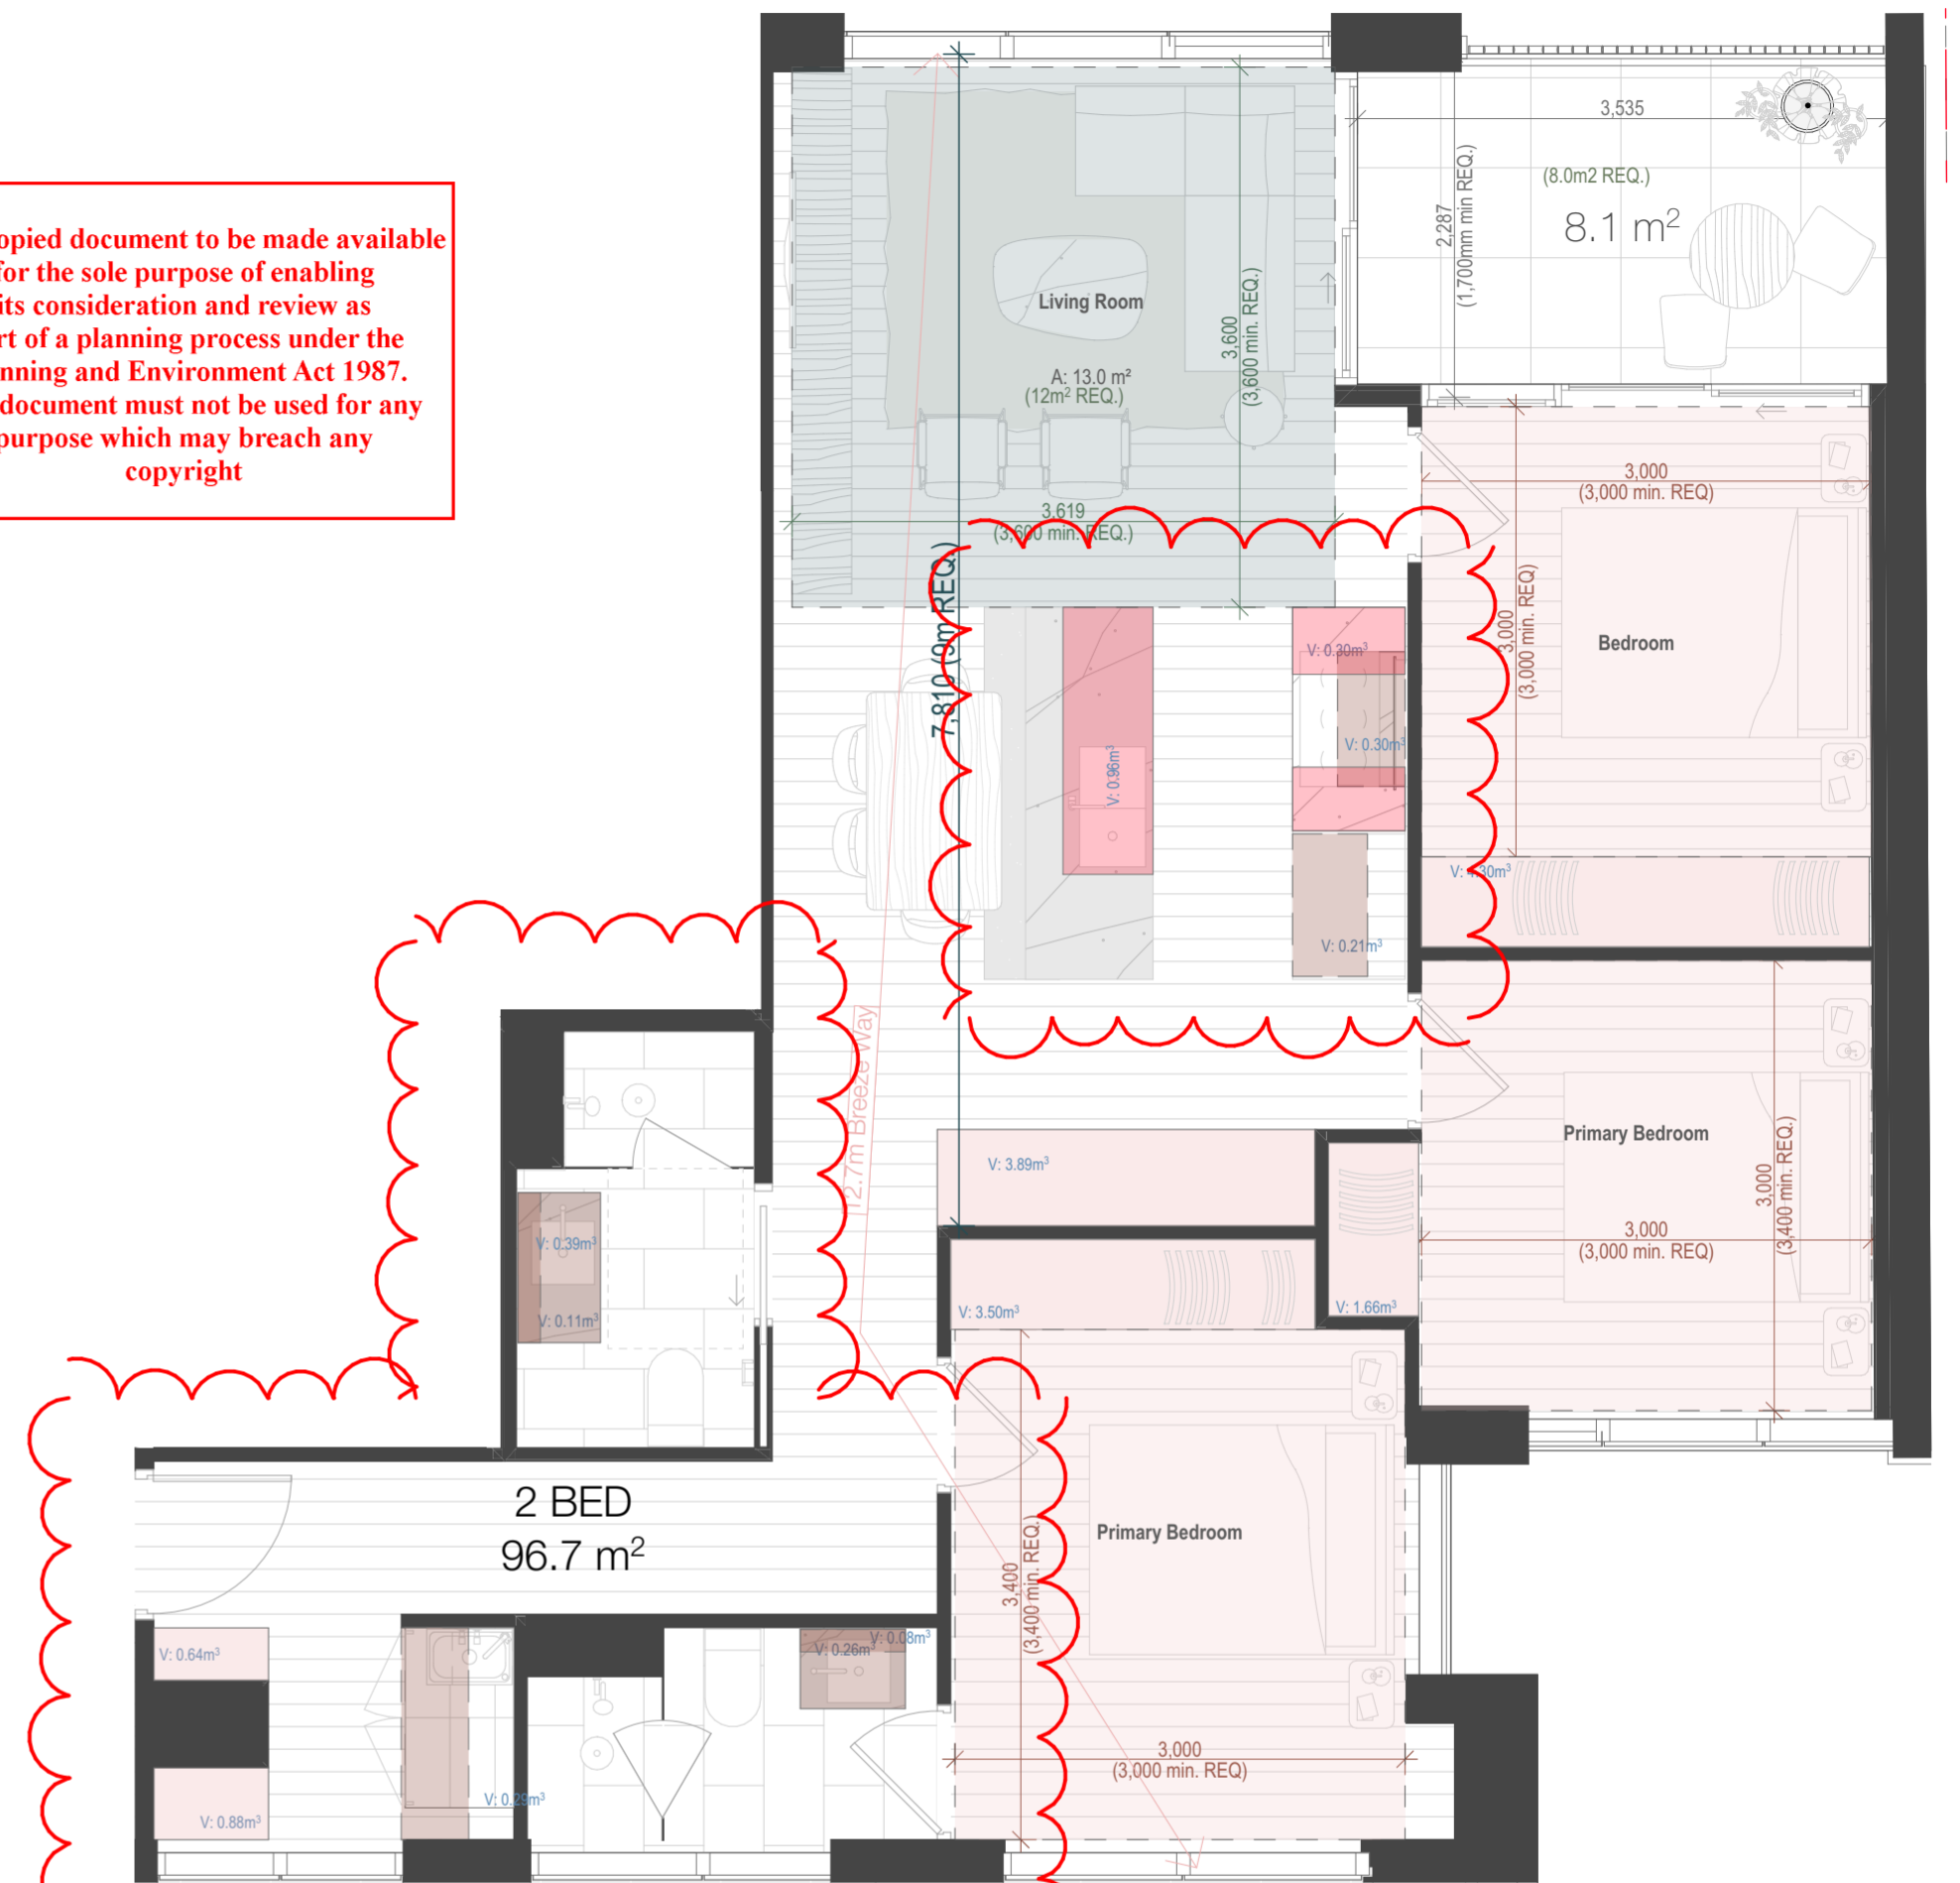 opied document to be made available
for the sole purpose of enabling
its consideration and review as
rt of a planning process under the
nning and Environment Act 1987.
document must not be used for any
purpose which may breach any
copyright
3,535
(8.0m2 REQ.)
8.1 m²
2,287
(1,700mm min REQ.)
Living Room
A: 13.0 m²
(12m² REQ.)
3,600
(3,600 min. REQ.)
3,619
(3,600 min. REQ.)
7,810 (9m REQ)
3,000
(3,000 min. REQ)
3,000
(3,000 min. REQ)
Bedroom
V: 0.30m³
V: 0.30m³
V: 0.96m³
V: 4.30m³
V: 0.21m³
12.7m Breeze Way
Primary Bedroom
3,000
(3,400 min. REQ.)
3,000
(3,000 min. REQ)
V: 3.89m³
V: 0.39m³
V: 0.11m³
V: 3.50m³
V: 1.66m³
2 BED
96.7 m²
Primary Bedroom
3,400
(3,400 min. REQ.)
V: 0.64m³
V: 0.26m³
V: 0.08m³
3,000
(3,000 min. REQ)
V: 0.29m³
V: 0.88m³